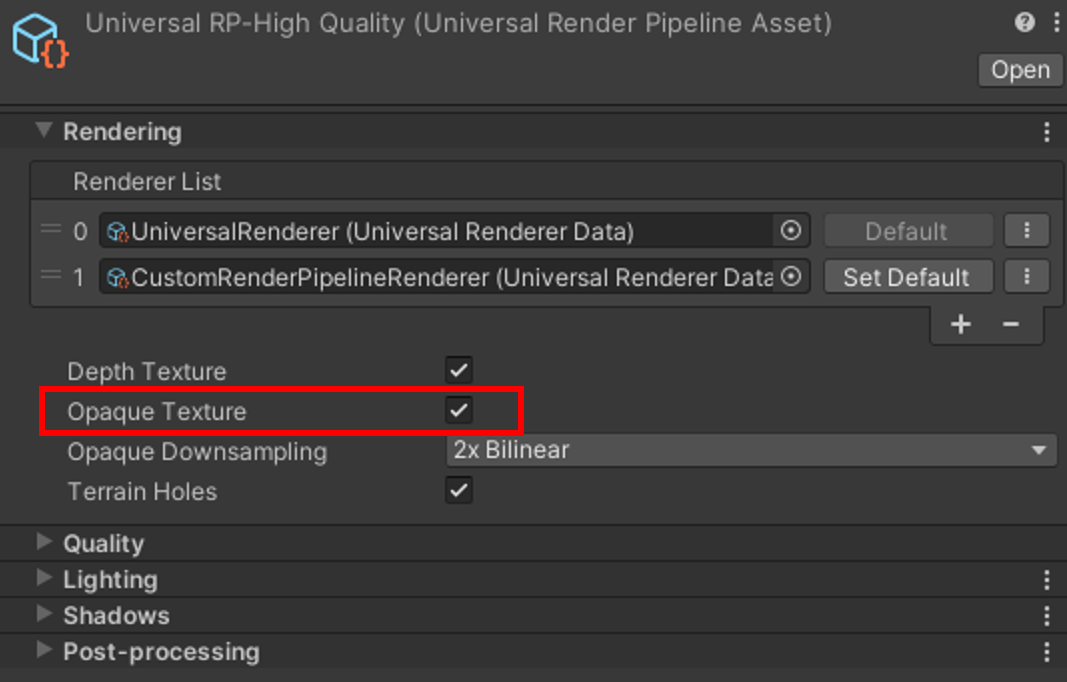 Universal RP-High Quality (Universal Render Pipeline Asset)
Open
Rendering
Renderer List
0 UniversalRenderer (Universal Renderer Data) Default
1 CustomRenderPipelineRenderer (Universal Renderer Data Set Default
Depth Texture
Opaque Texture
Opaque Downsampling 2x Bilinear
Terrain Holes
Quality
Lighting
Shadows
Post-processing